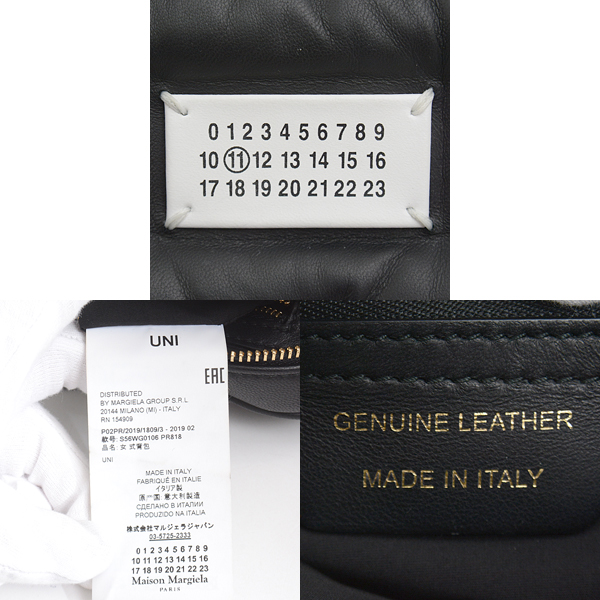 0 1 2 3 4 5 6 7 8 9
10 11 12 13 14 15 16
17 18 19 20 21 22 23
UNI
EAC
DISTRIBUTED
BY MARGIELA S.R.L
20144 MILANO (MI) - ITALY
RN 154909
P02PR/2019/1809/3 - 2019 02
款号: S56WG0106 PR818
品名: 女式背包
UNI
MADE IN ITALY
FABRIQUÉ EN ITALIE
イタリア製
原产国: 意大利制造
СДЕЛАНО В ИТАЛИИ
PRODUZIDO NA ITALIA
株式会社マルジェラジャパン
03-5725-2333
0 1 2 3 4 5 6 7 8 9
10 11 12 13 14 15 16
17 18 19 20 21 22 23
Maison Margiela
PARIS
GENUINE LEATHER
MADE IN ITALY